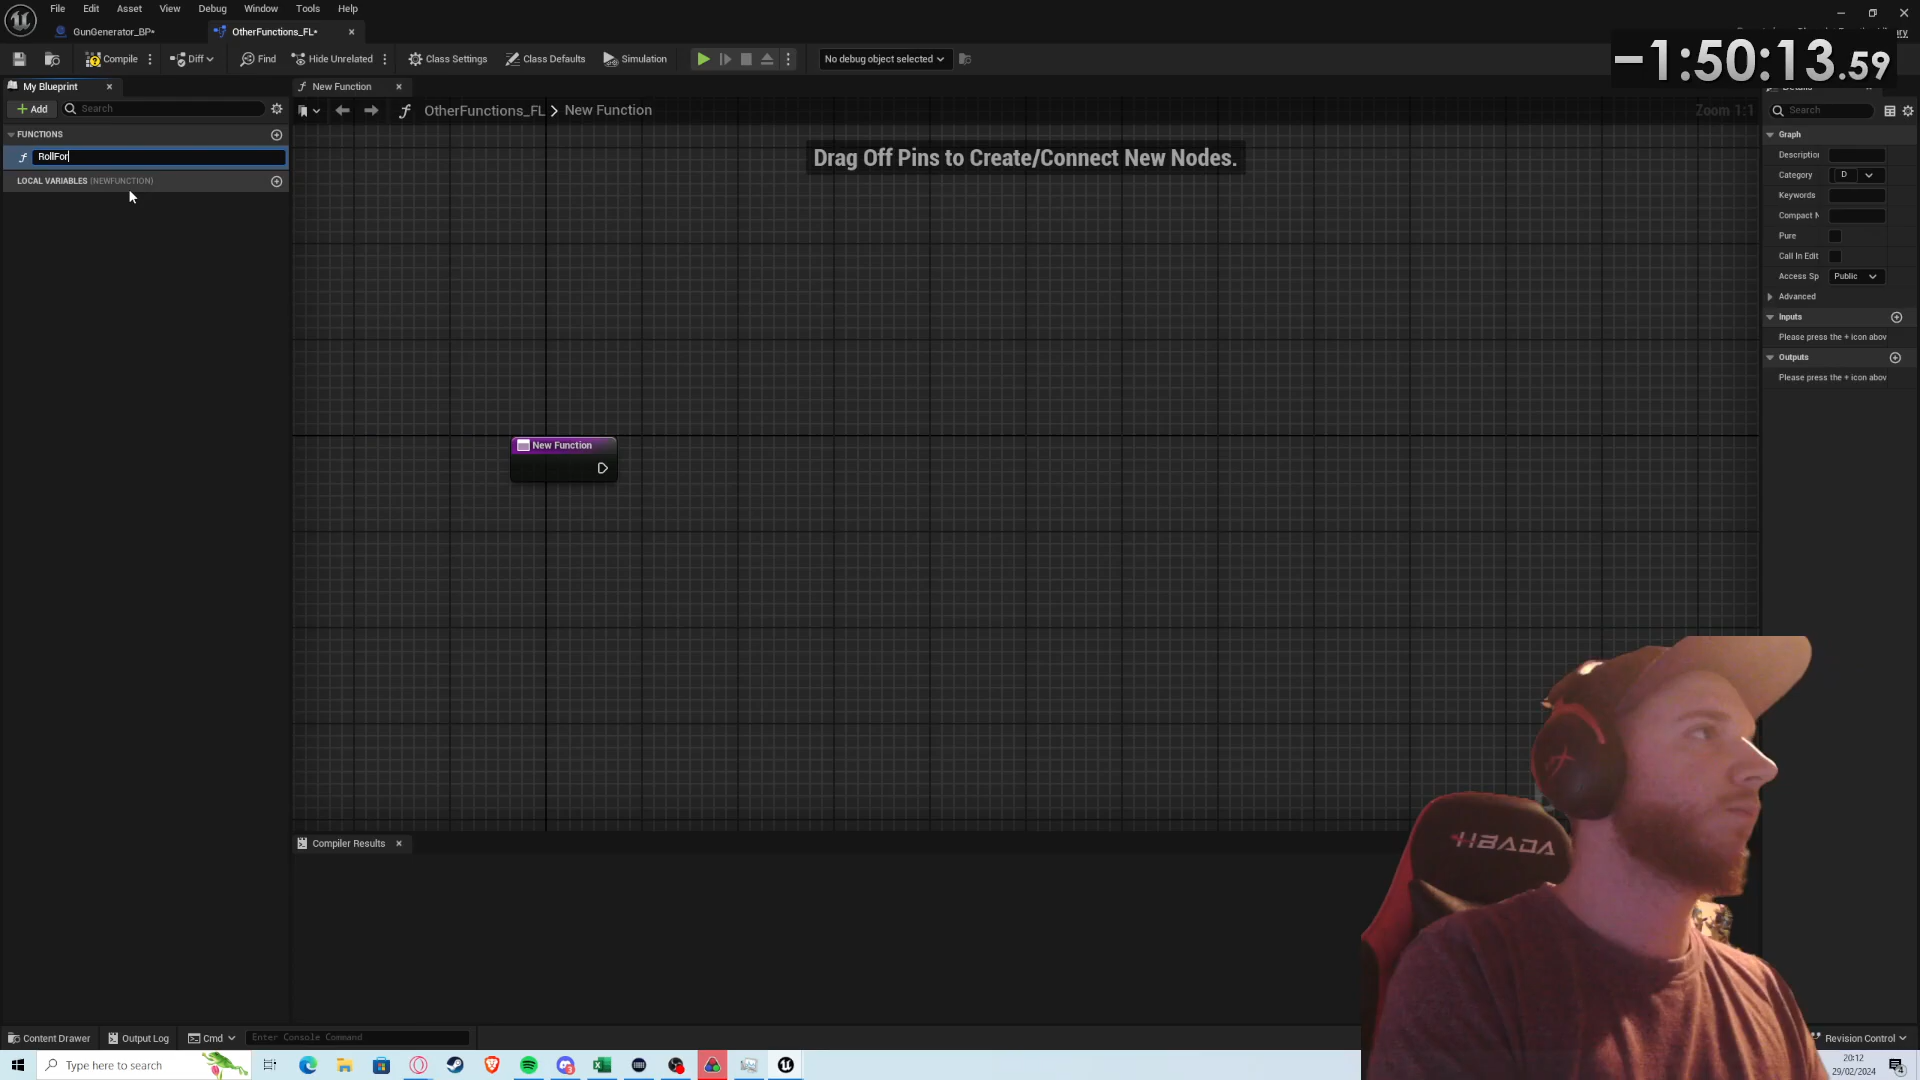 File Edit View Asset Debug Window Tools Help
GunGenerator_BP* OtherFunctions_FL*
Compile Diff Find Hide Unrelated Class Settings Class Defaults Simulation No debug object selected
-1:50:13.59
My Blueprint
Add Search
FUNCTIONS
RollFor
LOCAL VARIABLES (NEWFUNCTION)
New Function
OtherFunctions_FL > New Function
Zoom 1:1
Drag Off Pins to Create/Connect New Nodes.
New Function
Search
Graph
Descriptio
Category D
Keywords
Compact N
Pure
Call In Edit
Access Sp Public
Advanced
Inputs
Please press the + icon abov
Outputs
Please press the + icon abov
Compiler Results
HBADA
Content Drawer Output Log Cmd Enter Console Command Revision Control
Type here to search
20:12
29/02/2024